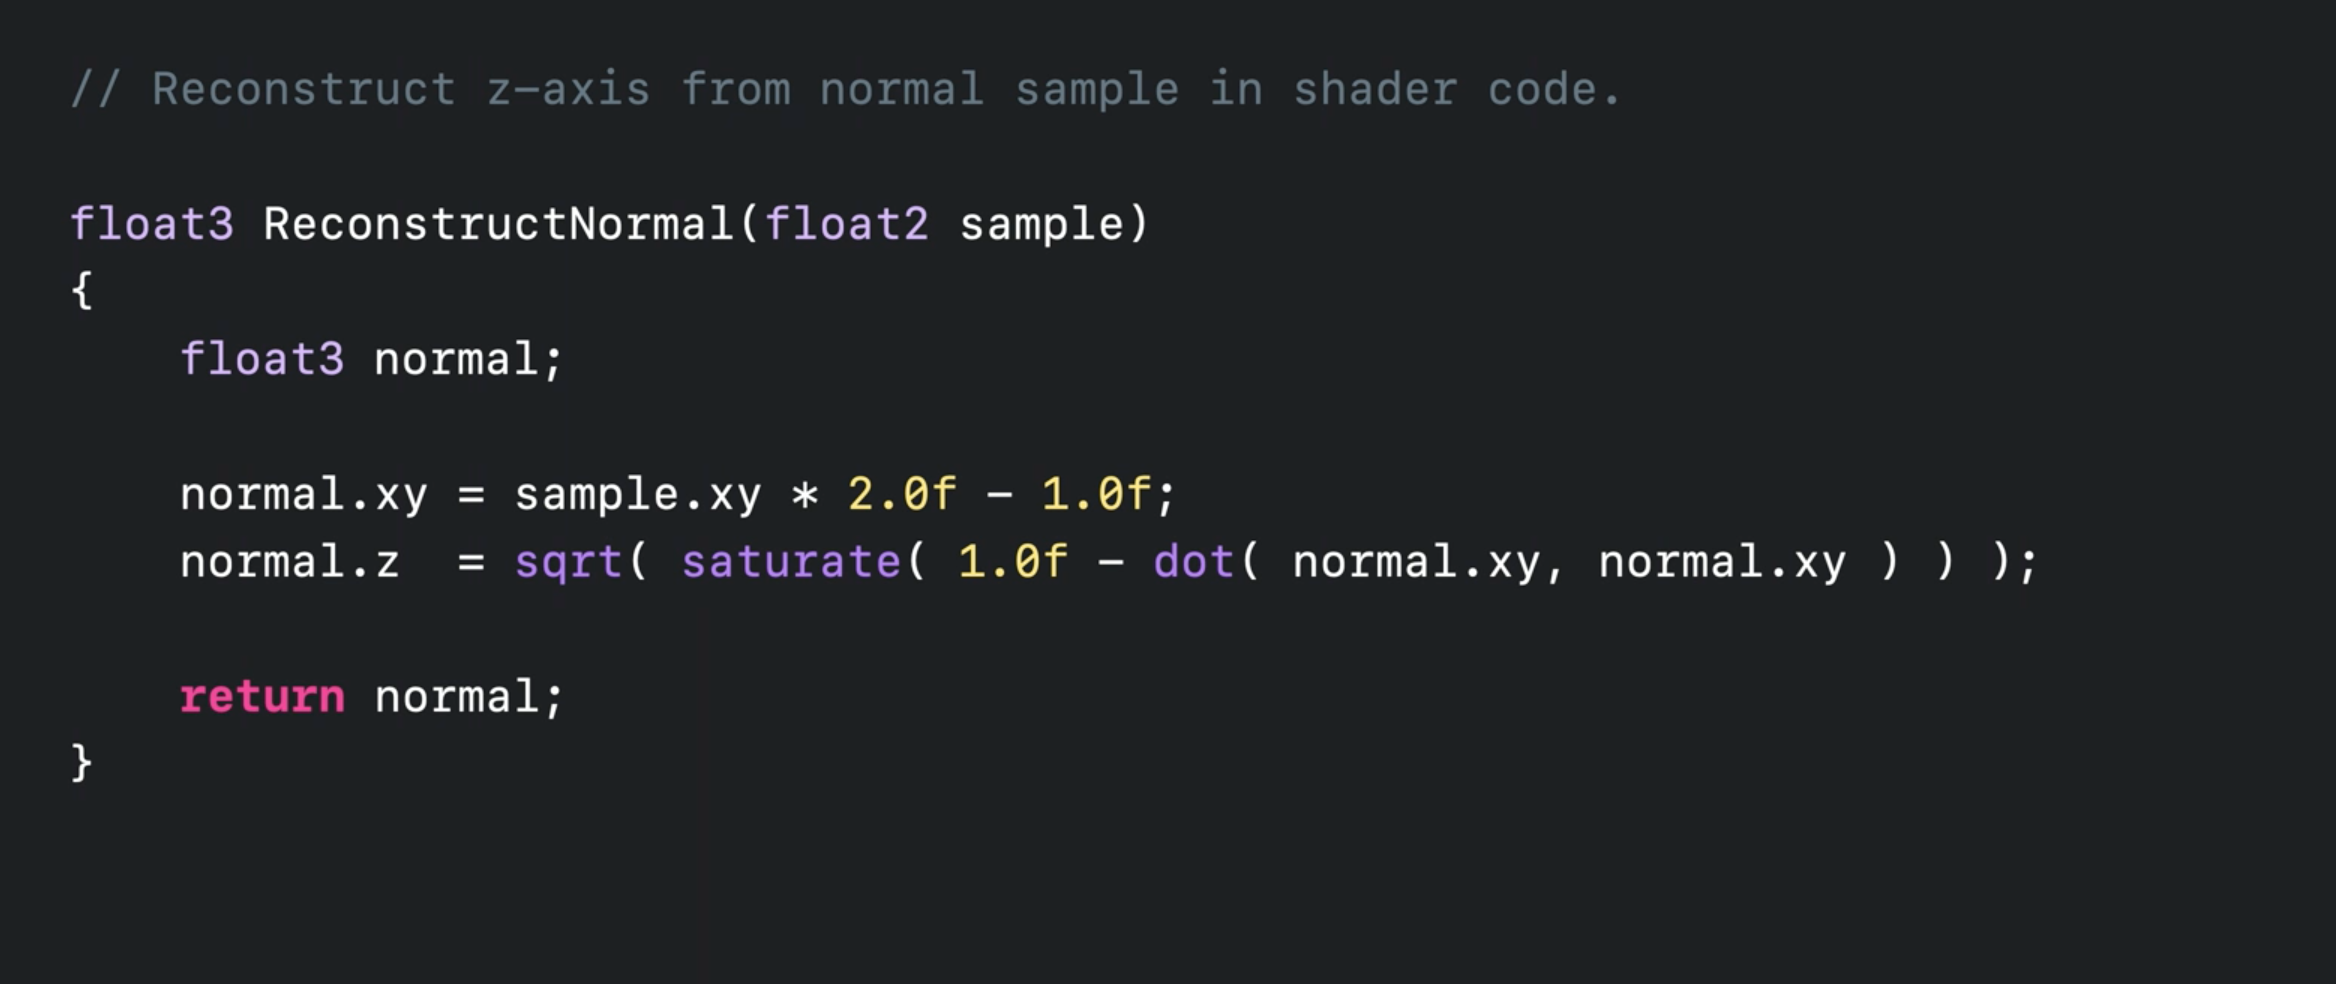 // Reconstruct z-axis from normal sample in shader code.
float3 ReconstructNormal(float2 sample)
{
float3 normal;
normal.xy = sample.xy * 2.0f - 1.0f;
normal.z  = sqrt( saturate( 1.0f - dot( normal.xy, normal.xy ) ) );
return normal;
}